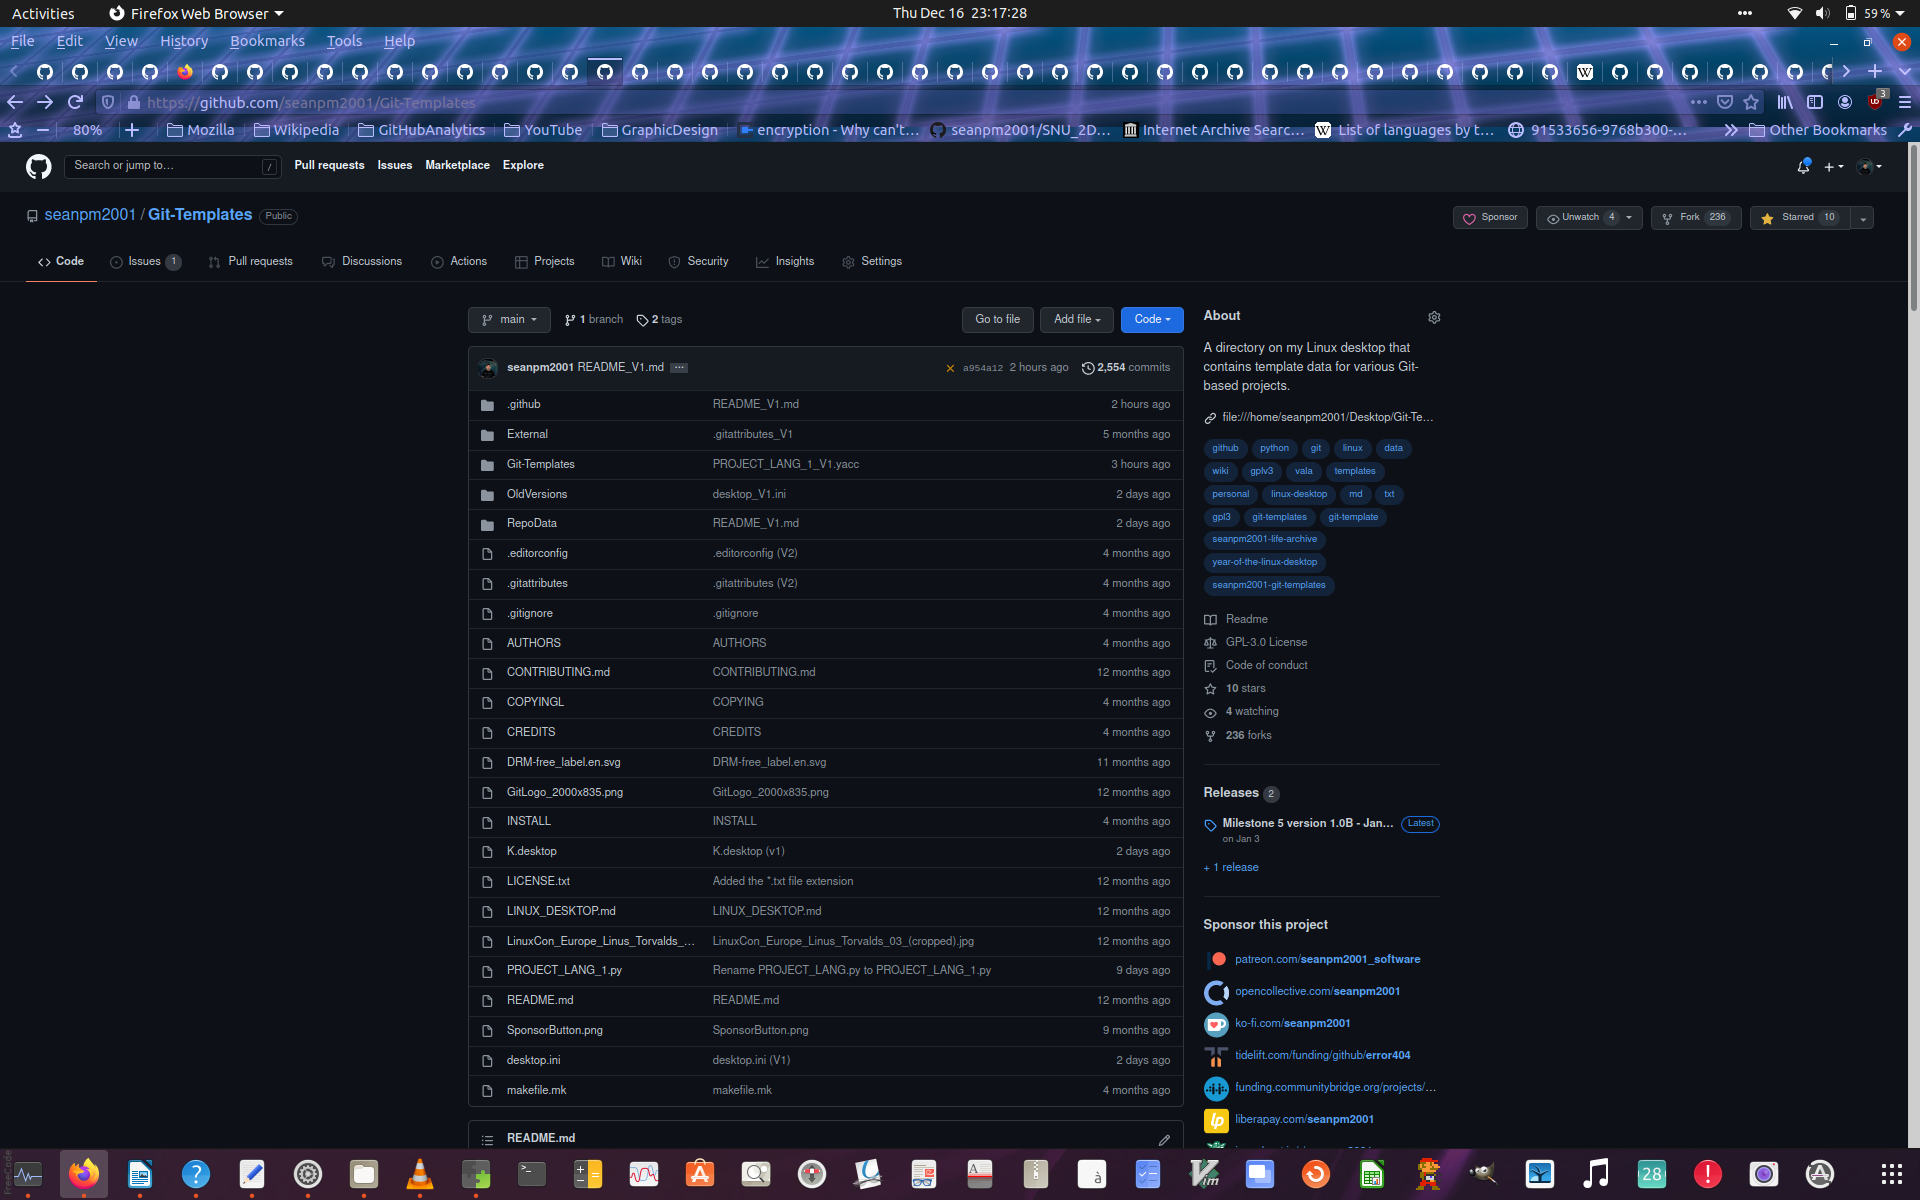 Activities Firefox Web Browser Thu Dec 16 23:17:28 59 %
File Edit View History Bookmarks Tools Help
https://github.com/seanpm2001/Git-Templates 3
80% Mozilla Wikipedia GitHubAnalytics YouTube GraphicDesign encryption - Why can't… seanpm2001/SNU_2D… Internet Archive Searc… List of languages by t… 91533656-9768b300-… Other Bookmarks
Search or jump to… / Pull requests Issues Marketplace Explore
seanpm2001 / Git-Templates Public Sponsor Unwatch 4 Fork 236 Starred 10
Code Issues 1 Pull requests Discussions Actions Projects Wiki Security Insights Settings
main 1 branch 2 tags Go to file Add file Code
seanpm2001 README_V1.md … a954a12 2 hours ago 2,554 commits
.github README_V1.md 2 hours ago
External .gitattributes_V1 5 months ago
Git-Templates PROJECT_LANG_1_V1.yacc 3 hours ago
OldVersions desktop_V1.ini 2 days ago
RepoData README_V1.md 2 days ago
.editorconfig .editorconfig (V2) 4 months ago
.gitattributes .gitattributes (V2) 4 months ago
.gitignore .gitignore 4 months ago
AUTHORS AUTHORS 4 months ago
CONTRIBUTING.md CONTRIBUTING.md 12 months ago
COPYINGL COPYING 4 months ago
CREDITS CREDITS 4 months ago
DRM-free_label.en.svg DRM-free_label.en.svg 11 months ago
GitLogo_2000x835.png GitLogo_2000x835.png 12 months ago
INSTALL INSTALL 4 months ago
K.desktop K.desktop (v1) 2 days ago
LICENSE.txt Added the *.txt file extension 12 months ago
LINUX_DESKTOP.md LINUX_DESKTOP.md 12 months ago
LinuxCon_Europe_Linus_Torvalds_… LinuxCon_Europe_Linus_Torvalds_03_(cropped).jpg 12 months ago
PROJECT_LANG_1.py Rename PROJECT_LANG.py to PROJECT_LANG_1.py 9 days ago
README.md README.md 12 months ago
SponsorButton.png SponsorButton.png 9 months ago
desktop.ini desktop.ini (V1) 2 days ago
makefile.mk makefile.mk 4 months ago
README.md
About
A directory on my Linux desktop that
contains template data for various Git-
based projects.
file:///home/seanpm2001/Desktop/Git-Te…
github python git linux data
wiki gplv3 vala templates
personal linux-desktop md txt
gpl3 git-templates git-template
seanpm2001-life-archive
year-of-the-linux-desktop
seanpm2001-git-templates
Readme
GPL-3.0 License
Code of conduct
10 stars
4 watching
236 forks
Releases 2
Milestone 5 version 1.0B - Jan… Latest
on Jan 3
+ 1 release
Sponsor this project
patreon.com/seanpm2001_software
opencollective.com/seanpm2001
ko-fi.com/seanpm2001
tidelift.com/funding/github/error404
funding.communitybridge.org/projects/…
liberapay.com/seanpm2001
28